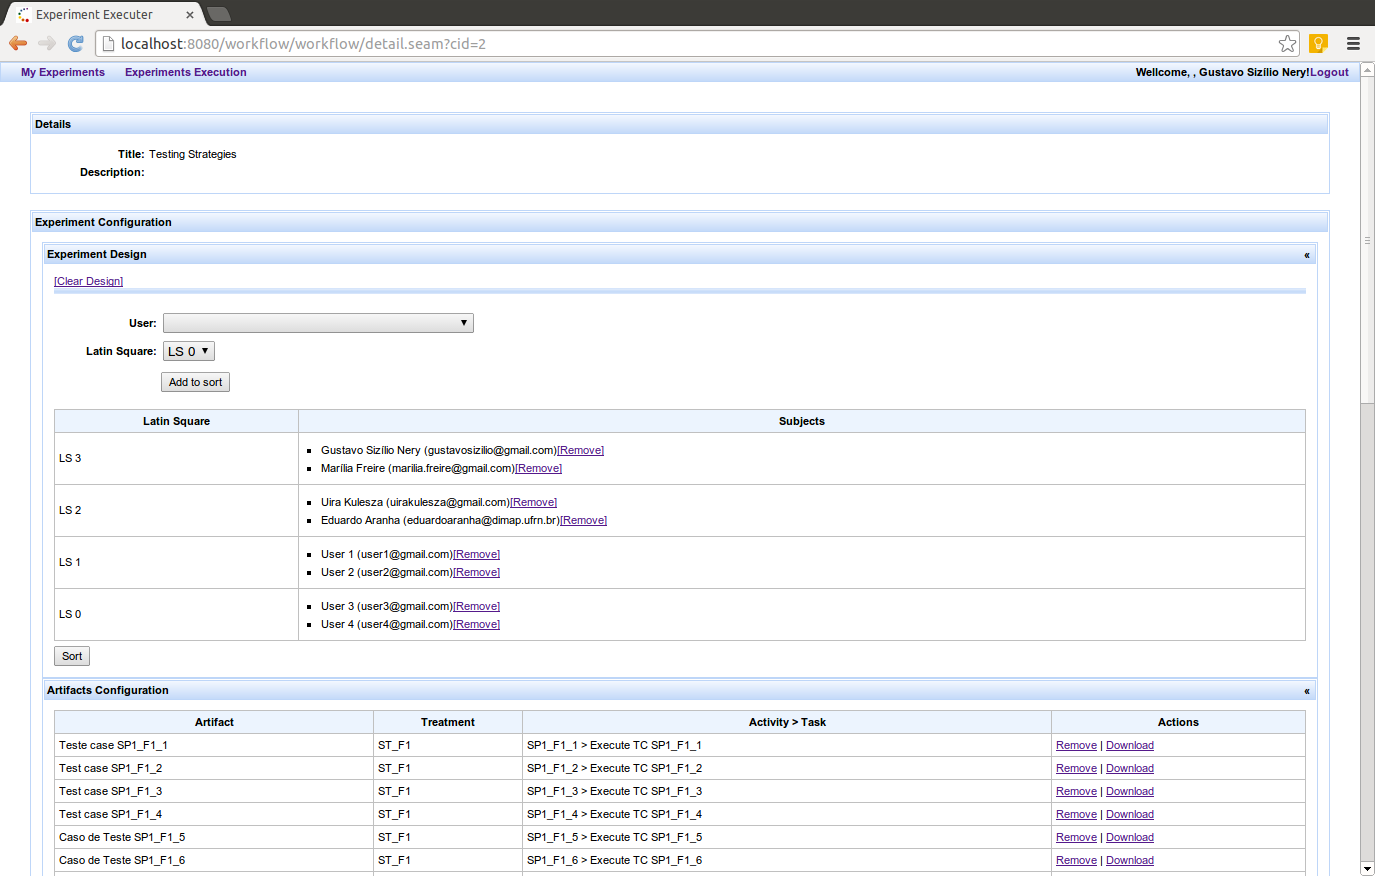 Experiment Executer
localhost:8080/workflow/workflow/detail.seam?cid=2
My Experiments Experiments Execution Wellcome, , Gustavo Sizílio Nery!Logout
Details
Title: Testing Strategies
Description:
Experiment Configuration
Experiment Design «
[Clear Design]
User:
Latin Square: LS 0
Add to sort
Latin Square Subjects
LS 3
Gustavo Sizílio Nery (gustavosizilio@gmail.com)[Remove]
Marília Freire (marilia.freire@gmail.com)[Remove]
LS 2
Uira Kulesza (uirakulesza@gmail.com)[Remove]
Eduardo Aranha (eduardoaranha@dimap.ufrn.br)[Remove]
LS 1
User 1 (user1@gmail.com)[Remove]
User 2 (user2@gmail.com)[Remove]
LS 0
User 3 (user3@gmail.com)[Remove]
User 4 (user4@gmail.com)[Remove]
Sort
Artifacts Configuration «
Artifact Treatment Activity > Task Actions
Teste case SP1_F1_1 ST_F1 SP1_F1_1 > Execute TC SP1_F1_1 Remove | Download
Test case SP1_F1_2 ST_F1 SP1_F1_2 > Execute TC SP1_F1_2 Remove | Download
Test case SP1_F1_3 ST_F1 SP1_F1_3 > Execute TC SP1_F1_3 Remove | Download
Test case SP1_F1_4 ST_F1 SP1_F1_4 > Execute TC SP1_F1_4 Remove | Download
Caso de Teste SP1_F1_5 ST_F1 SP1_F1_5 > Execute TC SP1_F1_5 Remove | Download
Caso de Teste SP1_F1_6 ST_F1 SP1_F1_6 > Execute TC SP1_F1_6 Remove | Download